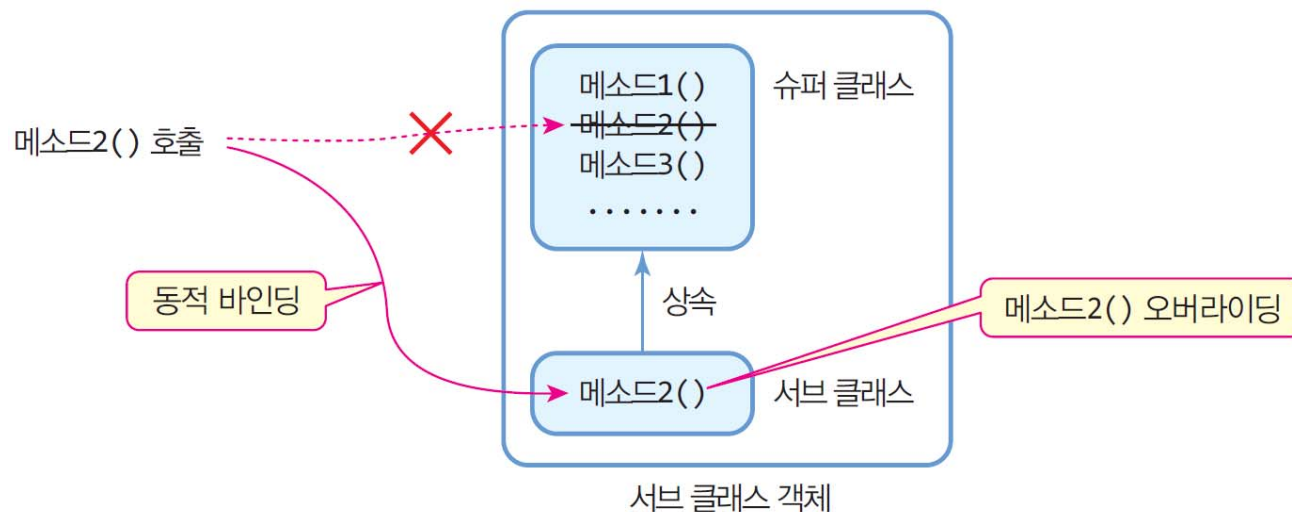 메소드1()
슈퍼 클래스
메소드2()
메소드2() 호출
메소드3()
.......
동적 바인딩
상속
메소드2() 오버라이딩
메소드2()
서브 클래스
서브 클래스 객체